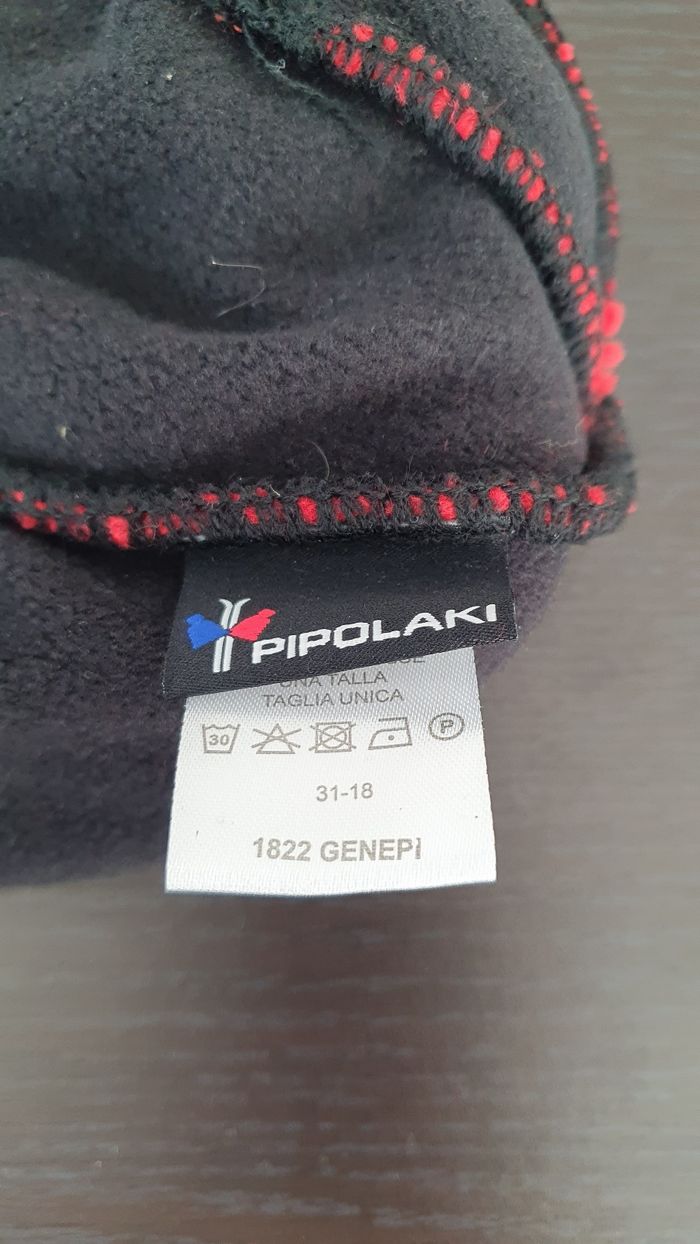 PIPOLAKI
UNA TALLA
TAGLIA UNICA
30 P
31-18
1822 GENEPI